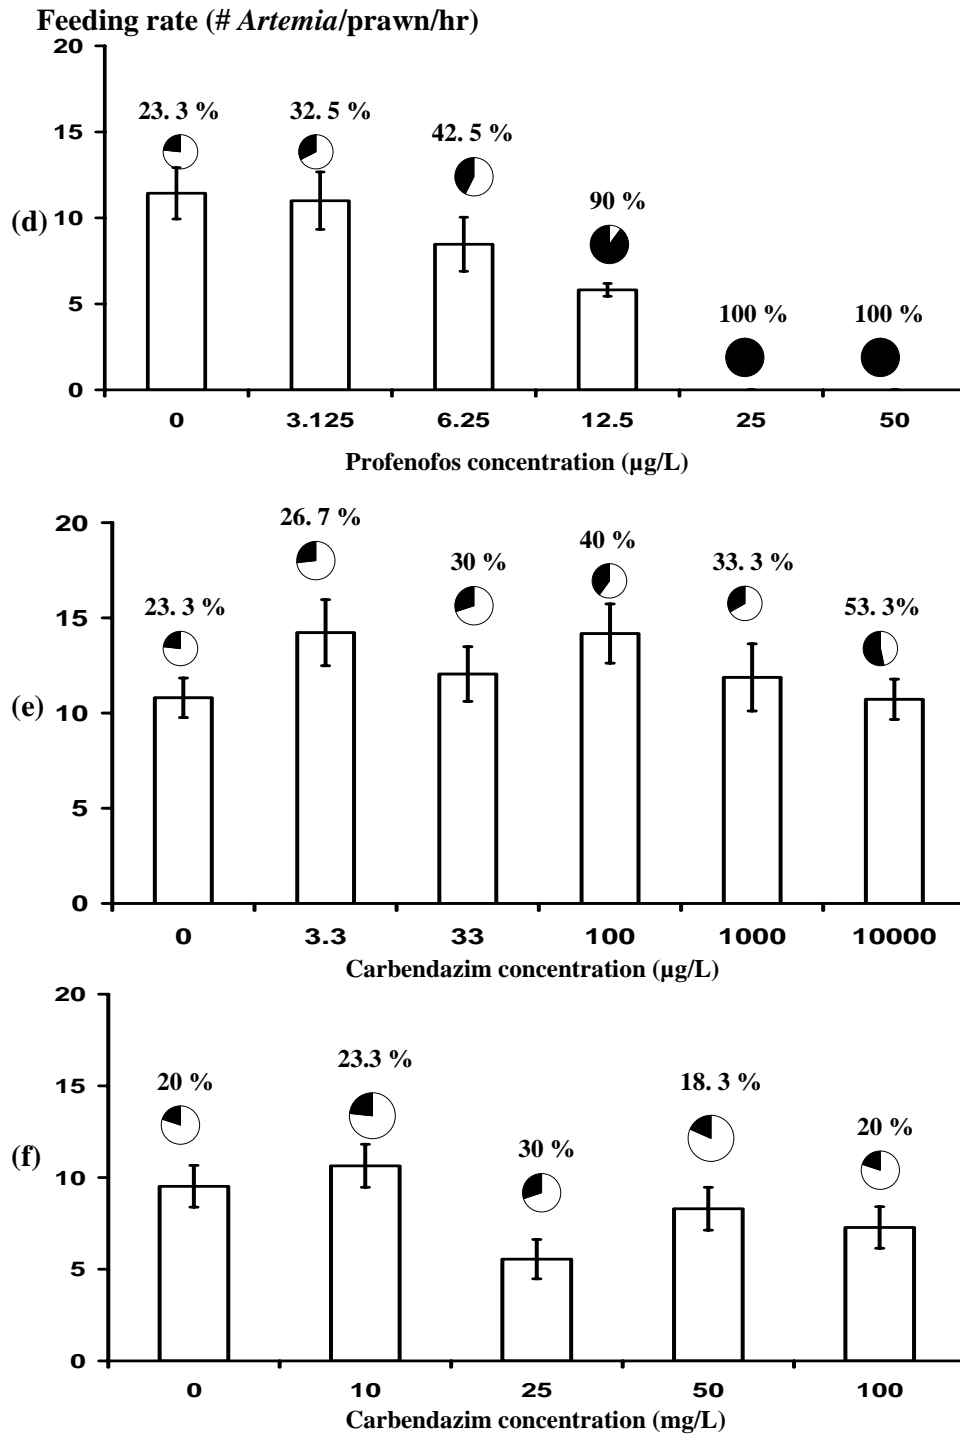 Feeding rate (# Artemia/prawn/hr)
20
23. 3 %
32. 5 %
42. 5 %
15
90 %
(d)
10
5
100 %
100 %
0
0 3.125 6.25 12.5 25 50
Profenofos concentration (µg/L)
20
26. 7 %
40 %
30 %
33. 3 %
23. 3 %
53. 3%
15
(e)
10
5
0
0 3.3 33 100 1000 10000
Carbendazim concentration (µg/L)
20
20 %
23.3 %
18. 3 %
15
30 %
20 %
(f)
10
5
0
0 10 25 50 100
Carbendazim concentration (mg/L)